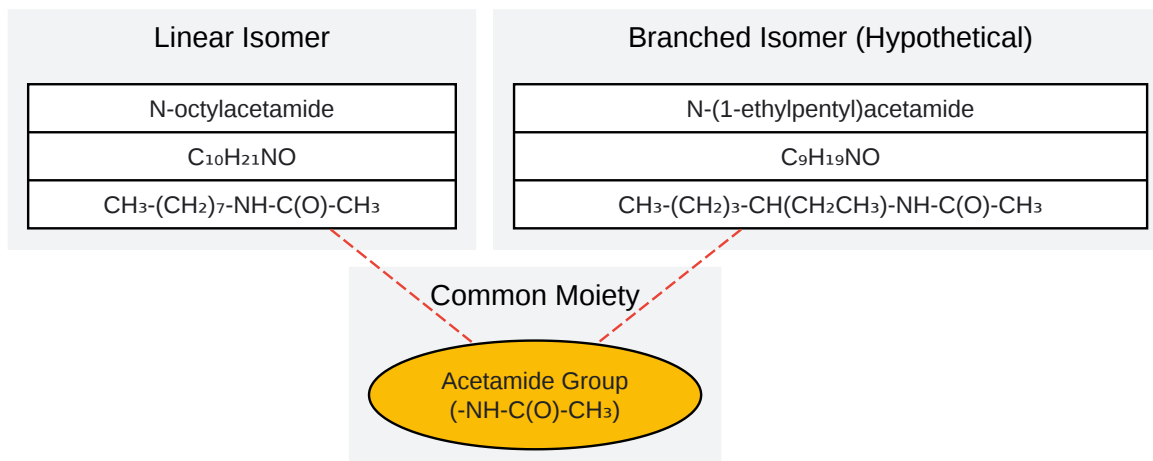 Linear Isomer
N-octylacetamide
C₁₀H₂₁NO
CH₃-(CH₂)₇-NH-C(O)-CH₃
Branched Isomer (Hypothetical)
N-(1-ethylpentyl)acetamide
C₉H₁₉NO
CH₃-(CH₂)₃-CH(CH₂CH₃)-NH-C(O)-CH₃
Common Moiety
Acetamide Group
(-NH-C(O)-CH₃)